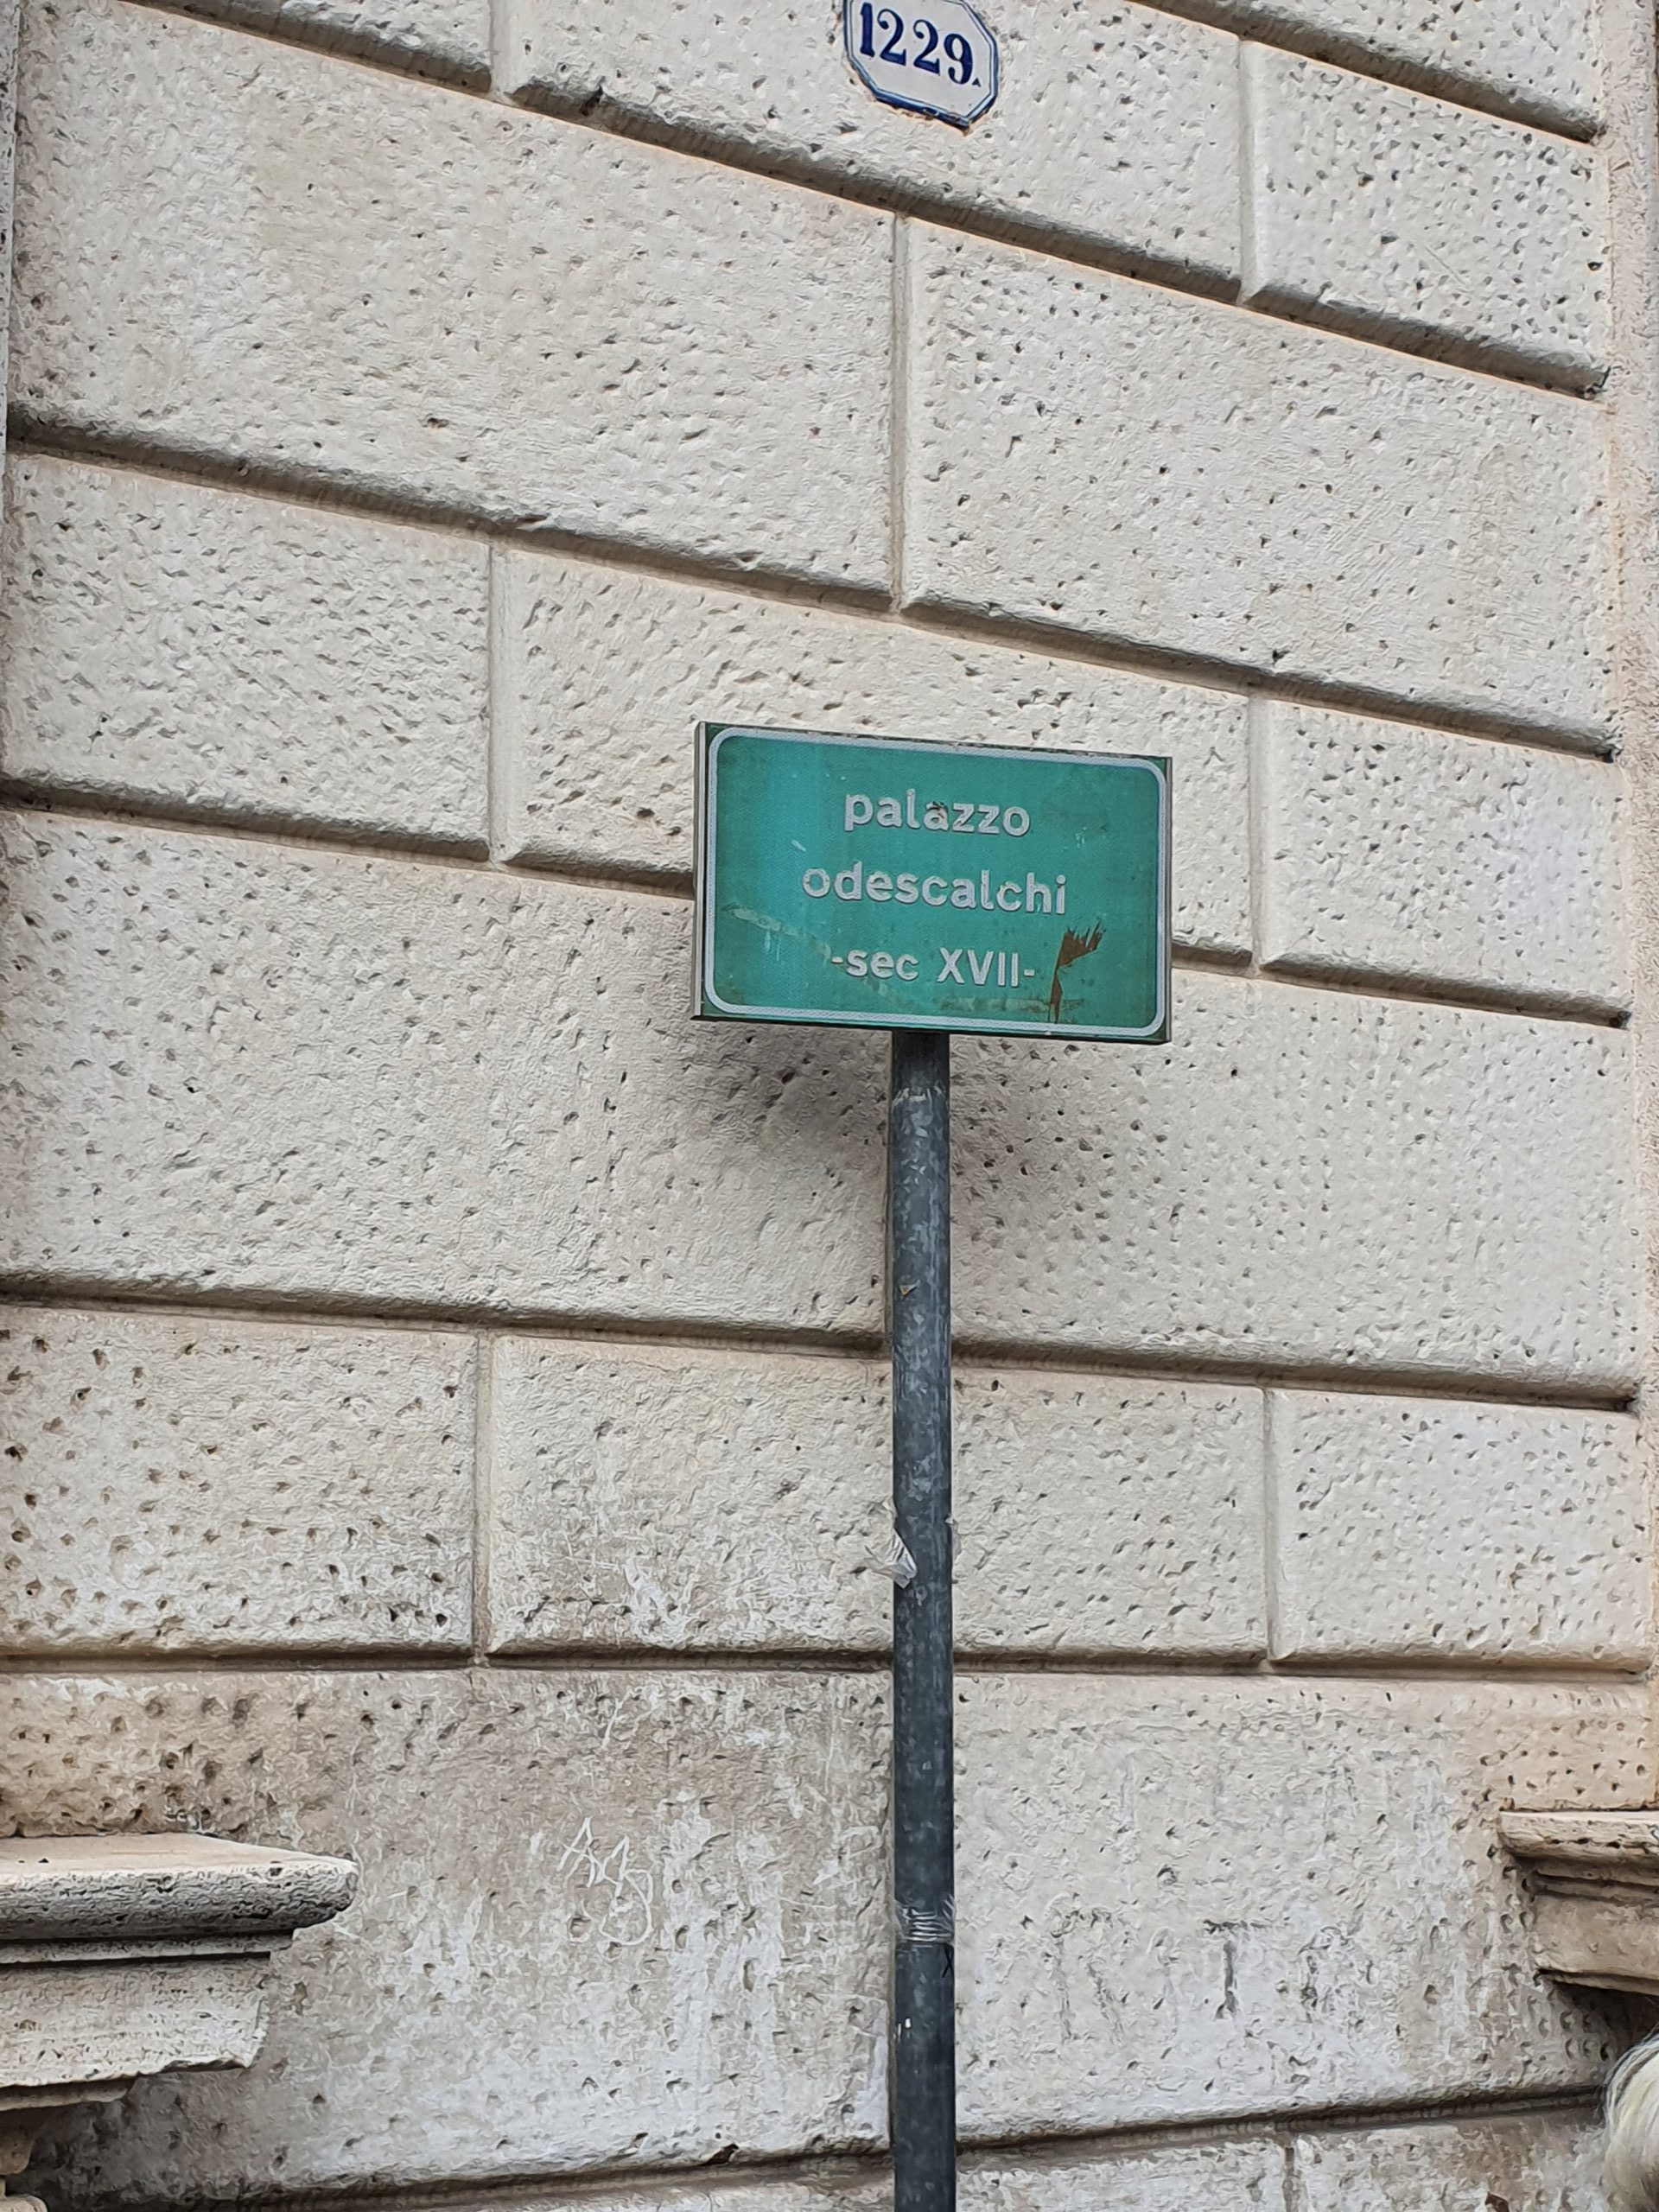 1229
palazzo
odescalchi
-sec XVII-